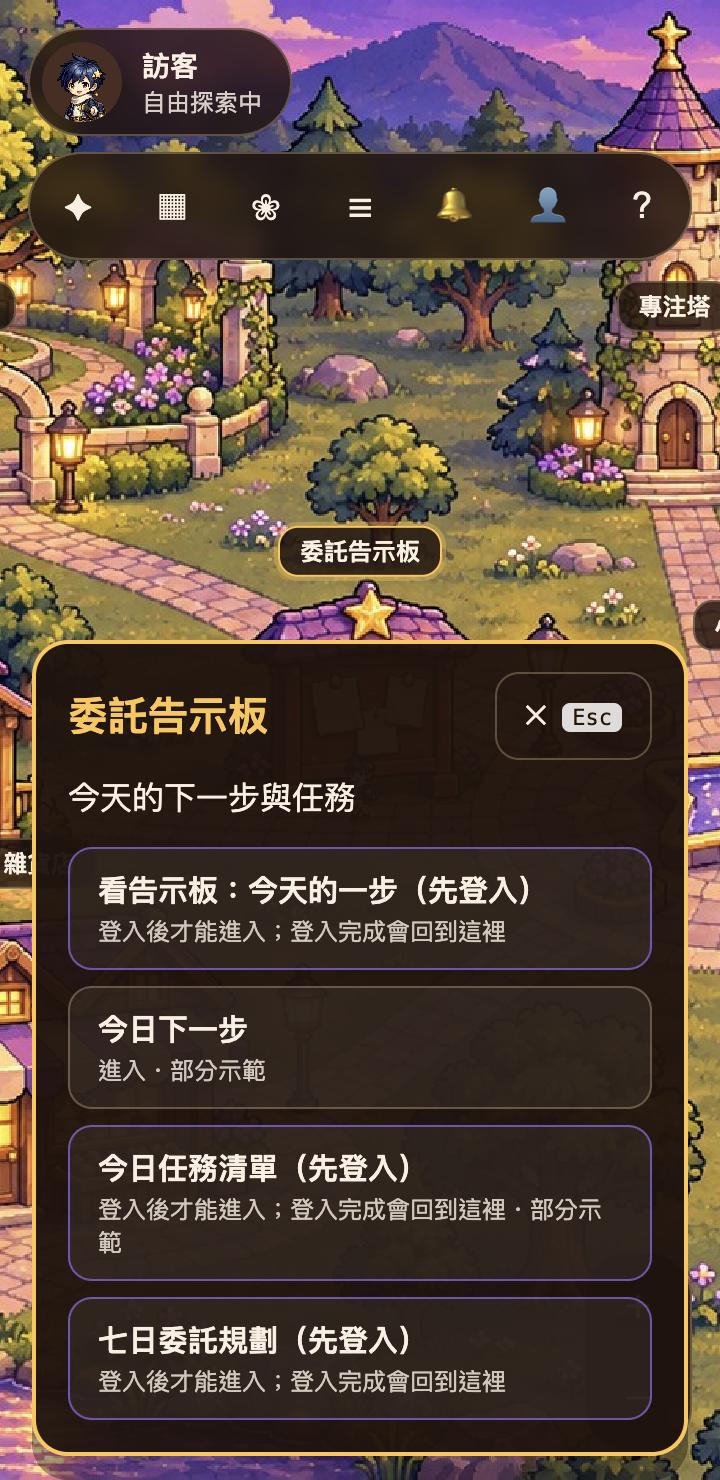 訪客
自由探索中
?
專注塔
委託告示板
委託告示板
× Esc
今天的下一步與任務
雜貨店
看告示板：今天的一步（先登入）
登入後才能進入；登入完成會回到這裡
今日下一步
進入・部分示範
今日任務清單（先登入）
登入後才能進入；登入完成會回到這裡・部分示
範
七日委託規劃（先登入）
登入後才能進入；登入完成會回到這裡